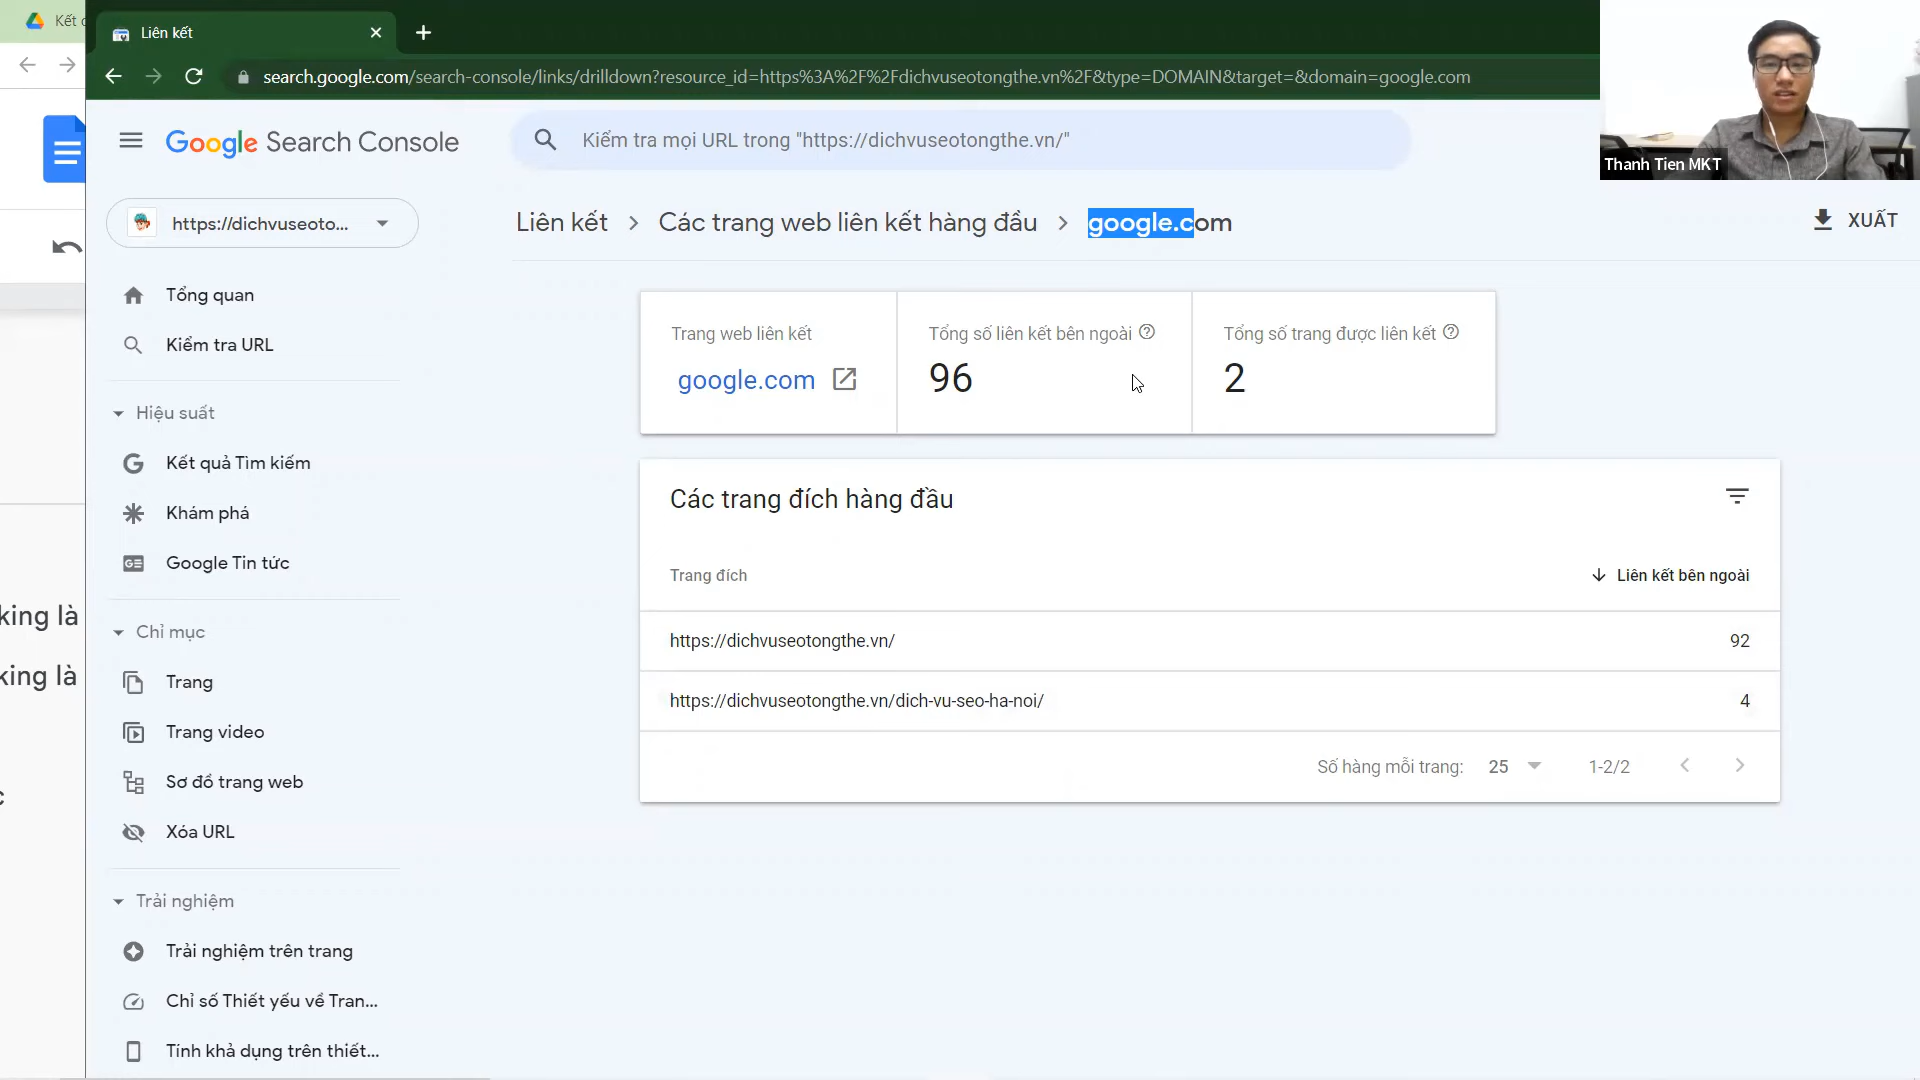 Kết
Liên kết
search.google.com/search-console/links/drilldown?resource_id=https%3A%2F%2Fdichvuseotongthe.vn%2F&type=DOMAIN&target=&domain=google.com
Thanh Tien MKT
Google Search Console
Kiểm tra mọi URL trong "https://dichvuseotongthe.vn/"
https://dichvuseoto...
Liên kết > Các trang web liên kết hàng đầu > google.com
XUẤT
Tổng quan
Kiểm tra URL
Hiệu suất
Kết quả Tìm kiếm
Khám phá
Google Tin tức
Chỉ mục
Trang
Trang video
Sơ đồ trang web
Xóa URL
Trải nghiệm
Trải nghiệm trên trang
Chỉ số Thiết yếu về Tran...
Tính khả dụng trên thiết...
Trang web liên kết
google.com
Tổng số liên kết bên ngoài
96
Tổng số trang được liên kết
2
Các trang đích hàng đầu
Trang đích
Liên kết bên ngoài
https://dichvuseotongthe.vn/ 92
https://dichvuseotongthe.vn/dich-vu-seo-ha-noi/ 4
Số hàng mỗi trang: 25 1-2/2
king là
king là